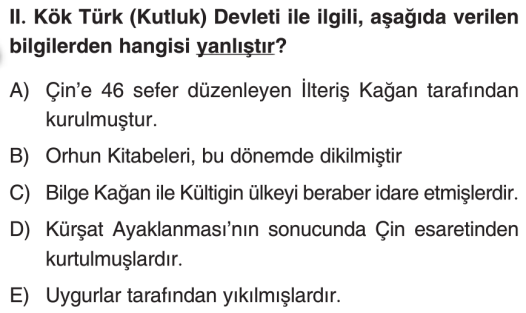 II. Kök Türk (Kutluk) Devleti ile ilgili, aşağıda verilen
bilgilerden hangisi yanlıştır?
A) Çin'e 46 sefer düzenleyen İlteriş Kağan tarafından
kurulmuştur.
B) Orhun Kitabeleri, bu dönemde dikilmiştir
C) Bilge Kağan ile Kültigin ülkeyi beraber idare etmişlerdir.
D) Kürşat Ayaklanması'nın sonucunda Çin esaretinden
kurtulmuşlardır.
E) Uygurlar tarafından yıkılmışlardır.